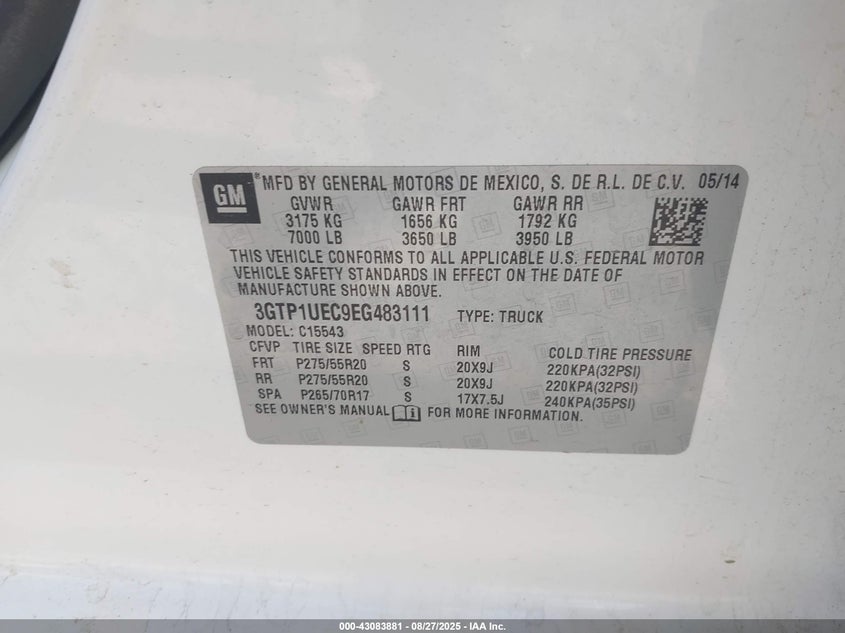 GM ® MFD BY GENERAL MOTORS DE MEXICO, S. DE R.L. DE C.V. 05/14
GVWR GAWR FRT GAWR RR
3175 KG 1656 KG 1792 KG
7000 LB 3650 LB 3950 LB
THIS VEHICLE CONFORMS TO ALL APPLICABLE U.S. FEDERAL MOTOR
VEHICLE SAFETY STANDARDS IN EFFECT ON THE DATE OF
MANUFACTURE SHOWN ABOVE.
3GTP1UEC9EG483111 TYPE: TRUCK
MODEL: C15543
CFVP TIRE SIZE SPEED RTG RIM COLD TIRE PRESSURE
FRT P275/55R20 S 20X9J 220KPA(32PSI)
RR P275/55R20 S 20X9J 220KPA(32PSI)
SPA P265/70R17 S 17X7.5J 240KPA(35PSI)
SEE OWNER'S MANUAL FOR MORE INFORMATION.
000-43083881 - 08/27/2025 - IAA Inc.